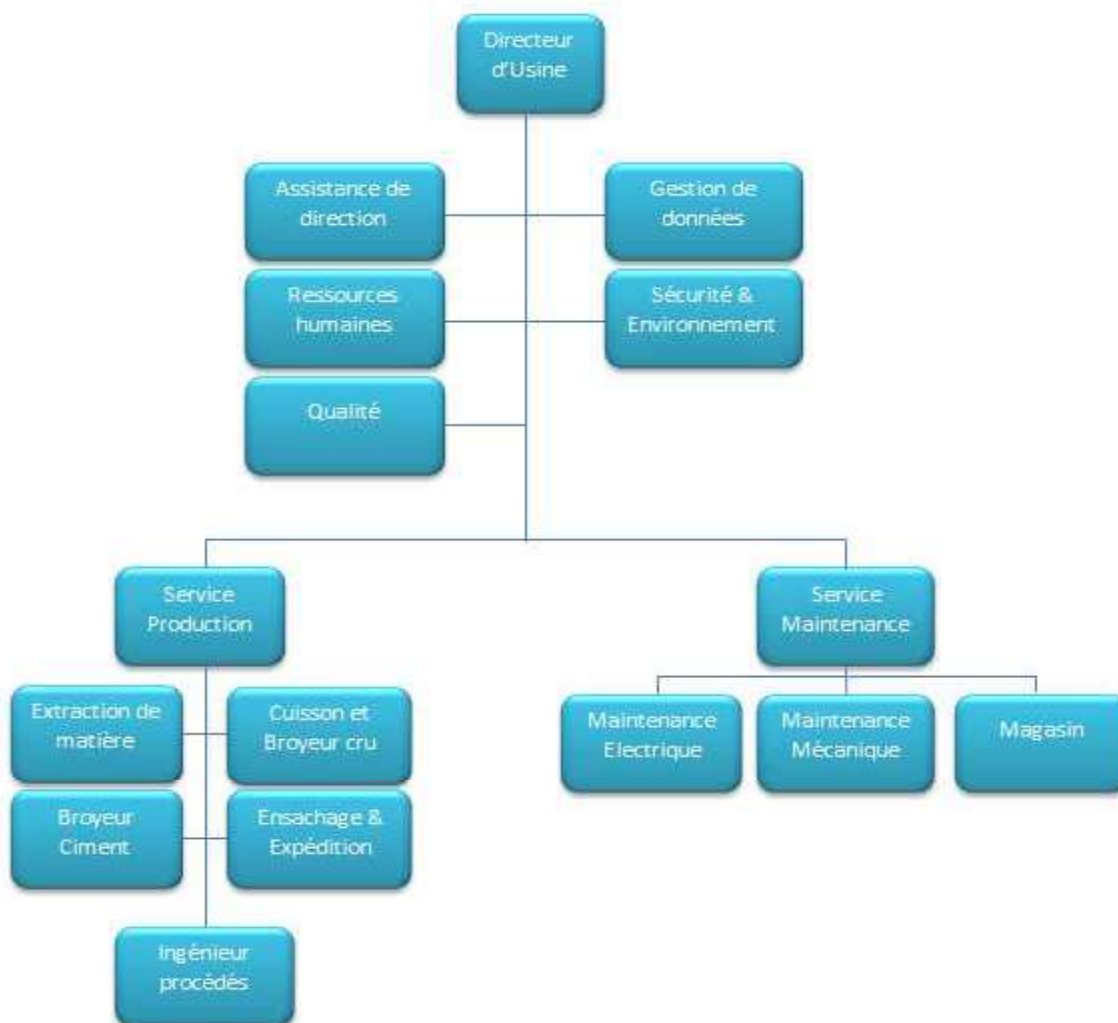 Directeur
d'Usine
Assistance de
direction
Gestion de
données
Ressources
humaines
Sécurité &
Environnement
Qualité
Service
Production
Service
Maintenance
Extraction de
matière
Cuisson et
Broyeur cru
Maintenance
Electrique
Maintenance
Mécanique
Magasin
Broyeur
Ciment
Ensachage &
Expédition
Ingénieur
procédés